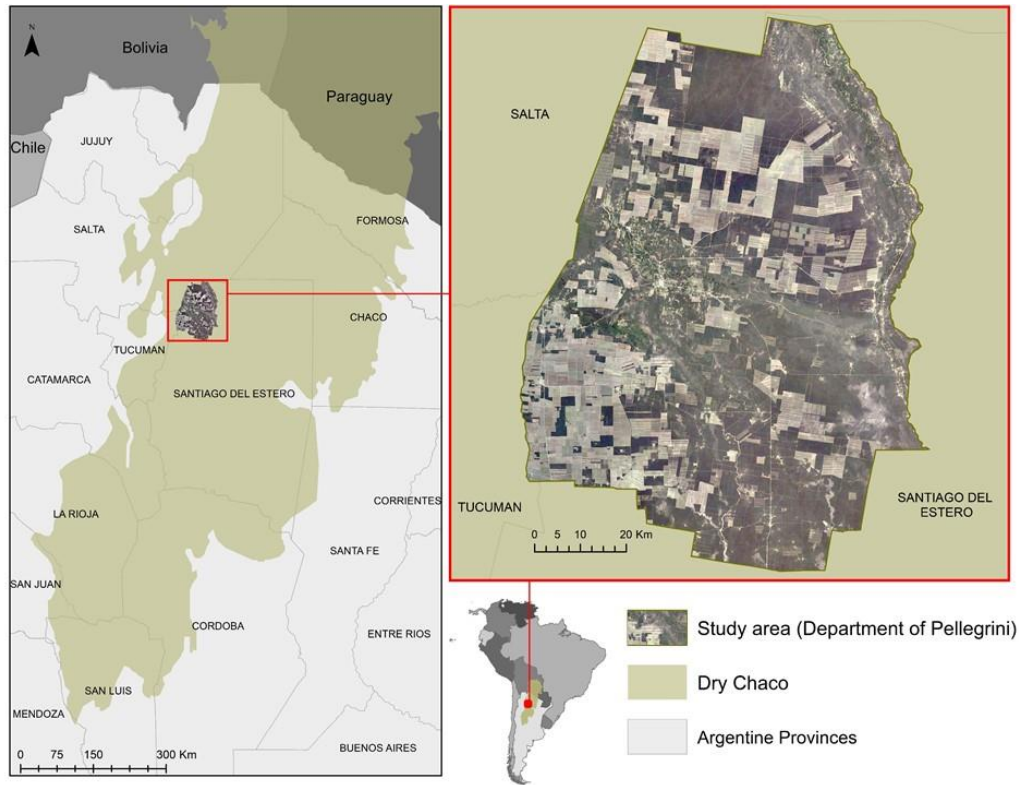 N
Bolivia
Paraguay
Chile
JUJUY
SALTA
FORMOSA
CHACO
TUCUMAN
CATAMARCA
SANTIAGO DEL ESTERO
CORRIENTES
LA RIOJA
SANTA FE
SAN JUAN
CORDOBA
ENTRE RIOS
SAN LUIS
MENDOZA
BUENOS AIRES
0 75 150 300 Km
SALTA
TUCUMAN
SANTIAGO DEL
ESTERO
0 5 10 20 Km
Study area (Department of Pellegrini)
Dry Chaco
Argentine Provinces